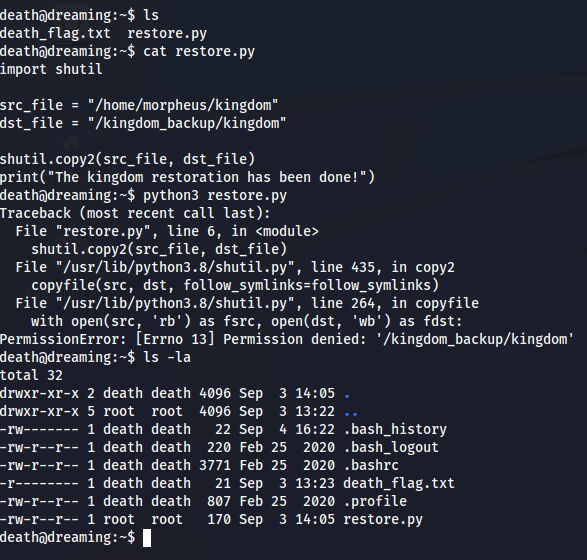 death@dreaming:~$ ls
death_flag.txt  restore.py
death@dreaming:~$ cat restore.py
import shutil

src_file = "/home/morpheus/kingdom"
dst_file = "/kingdom_backup/kingdom"

shutil.copy2(src_file, dst_file)
print("The kingdom restoration has been done!")
death@dreaming:~$ python3 restore.py
Traceback (most recent call last):
  File "restore.py", line 6, in <module>
    shutil.copy2(src_file, dst_file)
  File "/usr/lib/python3.8/shutil.py", line 435, in copy2
    copyfile(src, dst, follow_symlinks=follow_symlinks)
  File "/usr/lib/python3.8/shutil.py", line 264, in copyfile
    with open(src, 'rb') as fsrc, open(dst, 'wb') as fdst:
PermissionError: [Errno 13] Permission denied: '/kingdom_backup/kingdom'
death@dreaming:~$ ls -la
total 32
drwxr-xr-x 2 death death 4096 Sep  3 14:05 .
drwxr-xr-x 5 root  root  4096 Sep  3 13:22 ..
-rw------- 1 death death   22 Sep  4 16:22 .bash_history
-rw-r--r-- 1 death death  220 Feb 25  2020 .bash_logout
-rw-r--r-- 1 death death 3771 Feb 25  2020 .bashrc
-r-------- 1 death death   21 Sep  3 13:23 death_flag.txt
-rw-r--r-- 1 death death  807 Feb 25  2020 .profile
-rw-r--r-- 1 root  root   170 Sep  3 14:05 restore.py
death@dreaming:~$